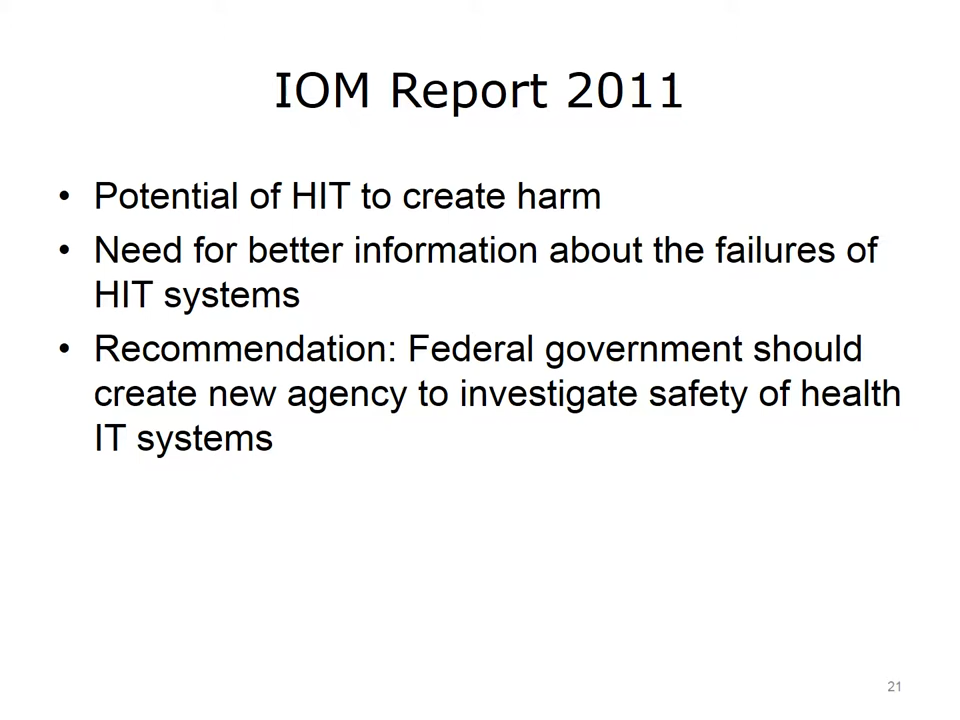 IOM Report 2011
• Potential of HIT to create harm
• Need for better information about the failures of
HIT systems
• Recommendation: Federal government should
create new agency to investigate safety of health
IT systems
21